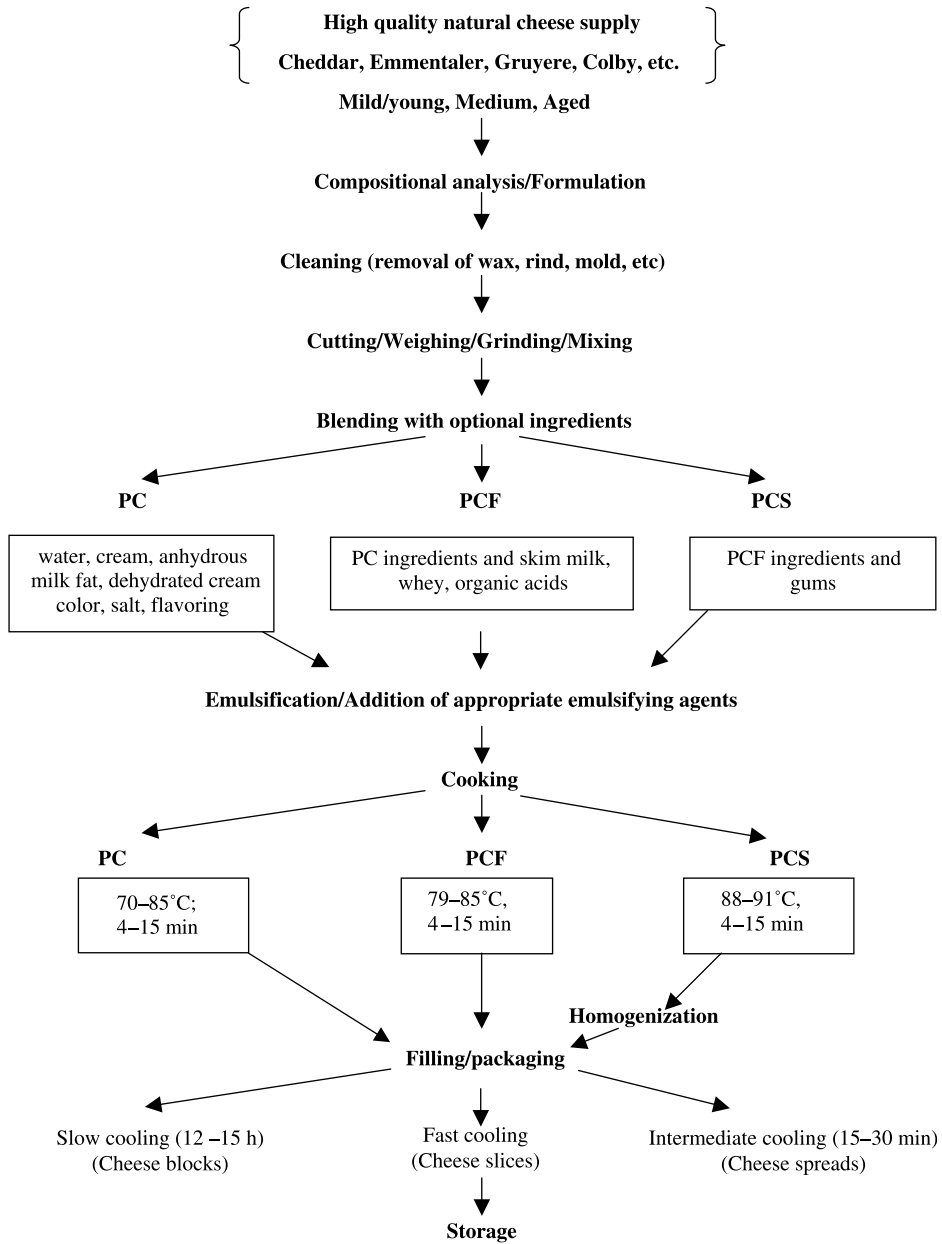 High quality natural cheese supply
Cheddar, Emmentaler, Gruyere, Colby, etc.
Mild/young, Medium, Aged
Compositional analysis/Formulation
Cleaning (removal of wax, rind, mold, etc)
Cutting/Weighing/Grinding/Mixing
Blending with optional ingredients
PC
water, cream, anhydrous
milk fat, dehydrated cream
color, salt, flavoring
PCF
PC ingredients and skim milk,
whey, organic acids
PCS
PCF ingredients and
gums
Emulsification/Addition of appropriate emulsifying agents
Cooking
PC
70–85˚C;
4–15 min
PCF
79–85˚C,
4–15 min
PCS
88–91˚C,
4–15 min
Homogenization
Filling/packaging
Slow cooling (12 –15 h)
(Cheese blocks)
Fast cooling
(Cheese slices)
Intermediate cooling (15–30 min)
(Cheese spreads)
Storage